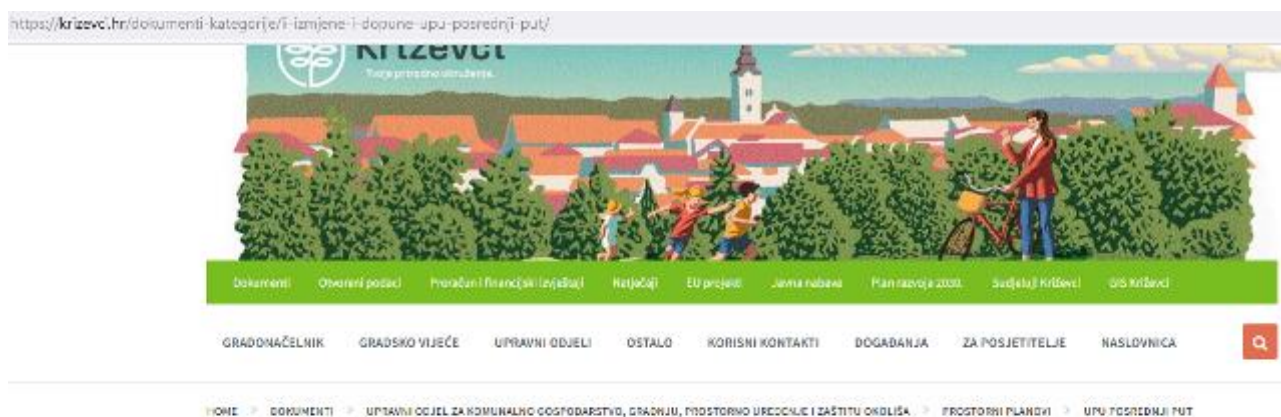 https://krizevci.hr/dokumenti-kategorije/i-izmjene-i-dopune-upu-posrednji-put/
Križevci
Tvoje prirodno okruženje.
Dokumenti Otvoreni podaci Proračun i financijski izvještaji Natječaji EU projekti Javna nabava Plan razvoja 2030. Sudjeluj! Križevci GIS Križevci
GRADONAČELNIK GRADSKO VIJEĆE UPRAVNI ODJELI OSTALO KORISNI KONTAKTI DOGAĐANJA ZA POSJETITELJE NASLOVNICA
HOME > DOKUMENTI > UPRAVNI ODJEL ZA KOMUNALNO GOSPODARSTVO, GRADNJU, PROSTORNO UREĐENJE I ZAŠTITU OKOLIŠA > PROSTORNI PLANOVI > UPU POSREDNJI PUT